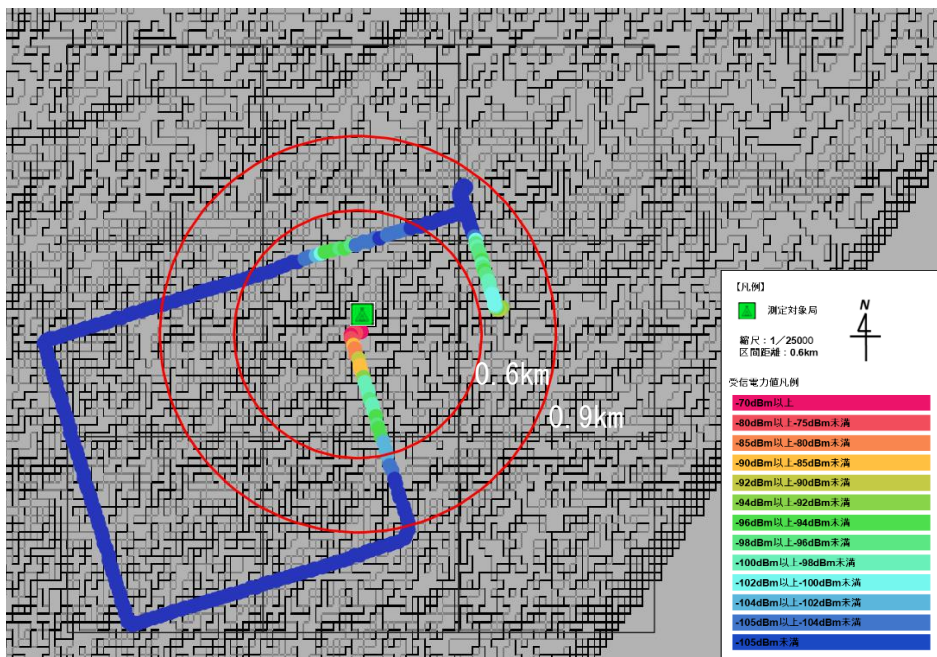 0.6km
0.9km
【凡例】
測定対象局
N
縮尺：1／25000
区間距離：0.6km
受信電力値凡例
-70dBm以上
-80dBm以上-75dBm未満
-85dBm以上-80dBm未満
-90dBm以上-85dBm未満
-92dBm以上-90dBm未満
-94dBm以上-92dBm未満
-96dBm以上-94dBm未満
-98dBm以上-96dBm未満
-100dBm以上-98dBm未満
-102dBm以上-100dBm未満
-104dBm以上-102dBm未満
-105dBm以上-104dBm未満
-105dBm未満